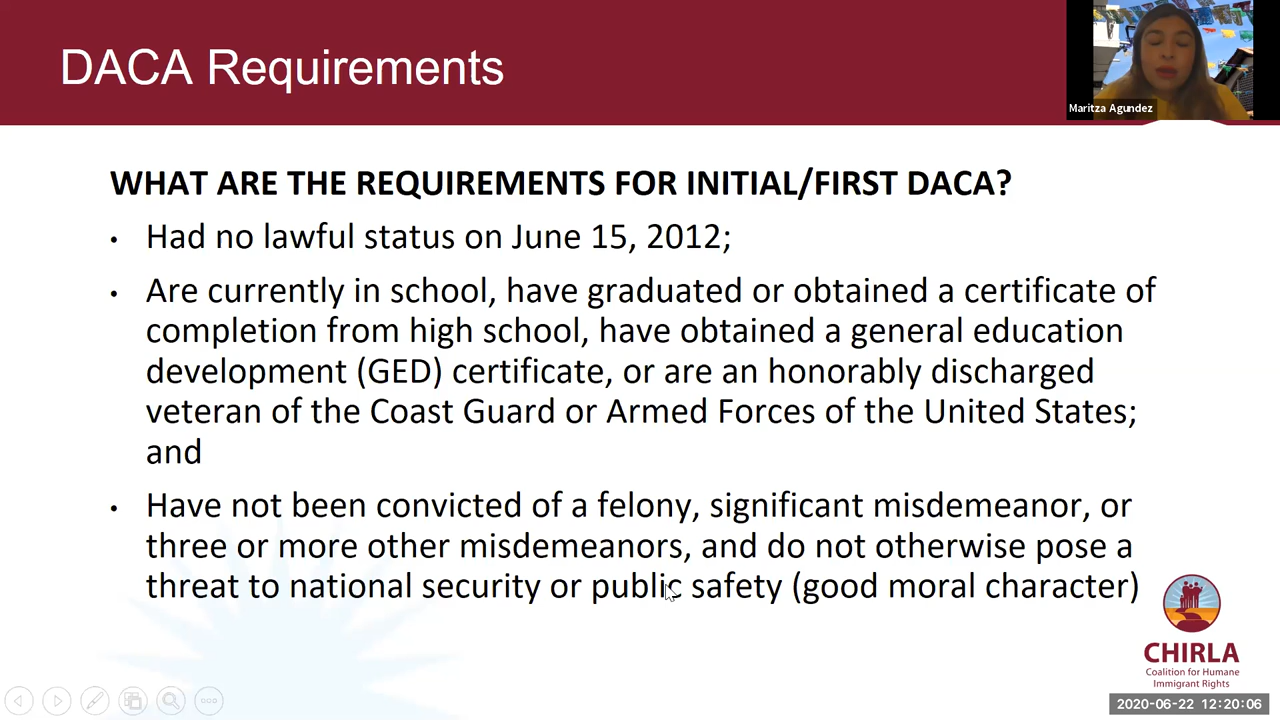 DACA Requirements
Maritza Agundez
WHAT ARE THE REQUIREMENTS FOR INITIAL/FIRST DACA?
• Had no lawful status on June 15, 2012;
• Are currently in school, have graduated or obtained a certificate of
completion from high school, have obtained a general education
development (GED) certificate, or are an honorably discharged
veteran of the Coast Guard or Armed Forces of the United States;
and
• Have not been convicted of a felony, significant misdemeanor, or
three or more other misdemeanors, and do not otherwise pose a
threat to national security or public safety (good moral character)
CHIRLA
Coalition for Humane
Immigrant Rights
2020-06-22 12:20:06